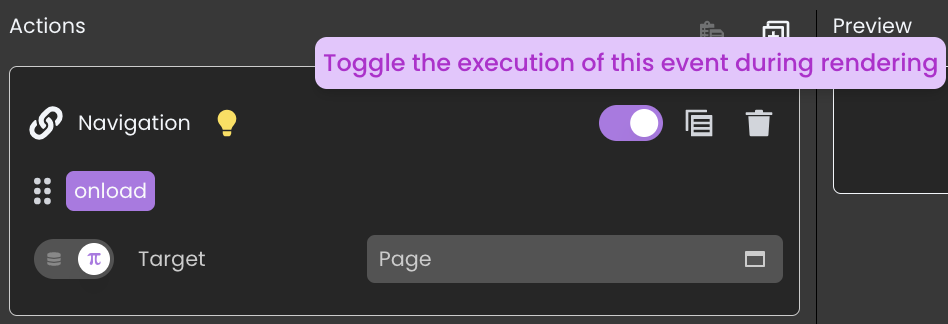 Actions
Preview
Toggle the execution of this event during rendering
Navigation
onload
π Target Page